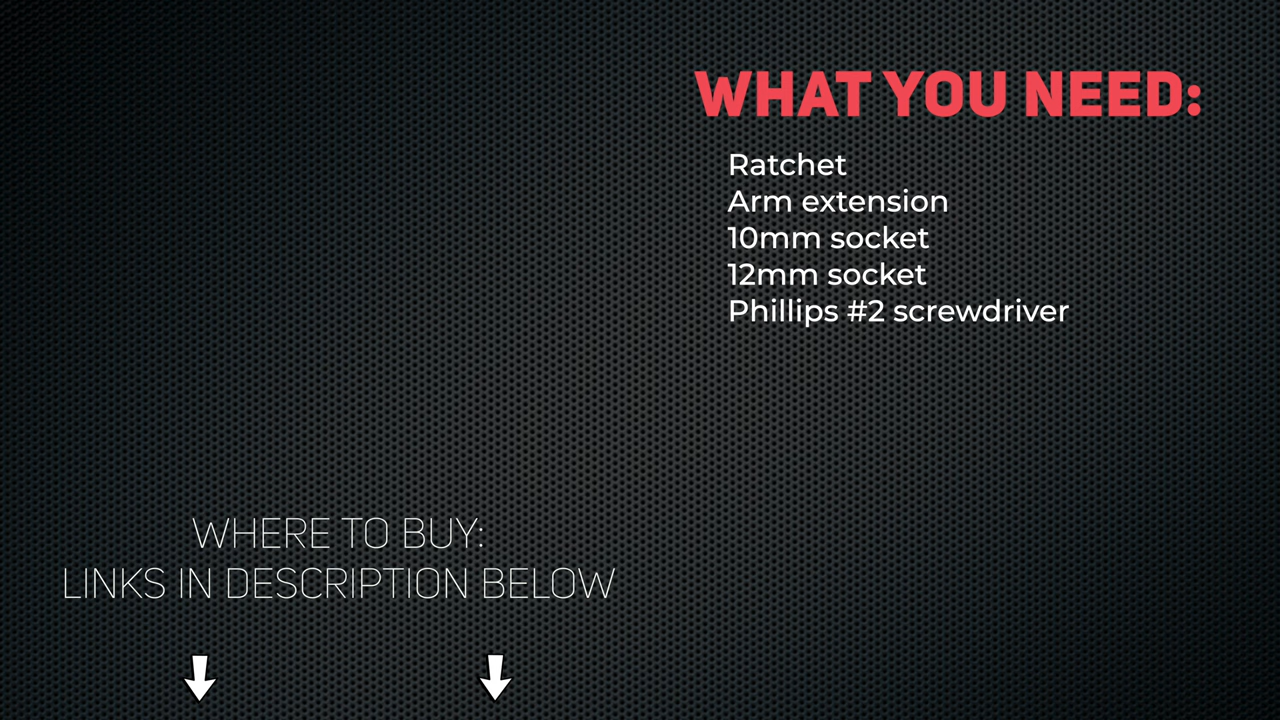 WHAT YOU NEED:
Ratchet
Arm extension
10mm socket
12mm socket
Phillips #2 screwdriver
WHERE TO BUY:
LINKS IN DESCRIPTION BELOW